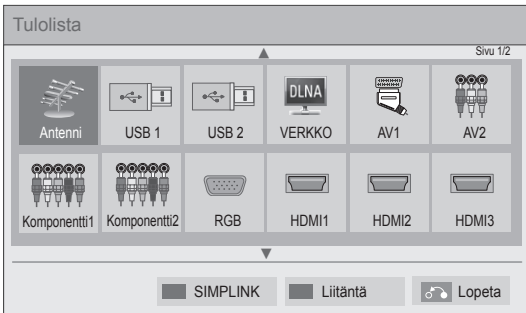 Tulolista
Sivu 1/2
DLNA
Antenni USB 1 USB 2 VERKKO AV1 AV2
Komponentti1 Komponentti2 RGB HDMI1 HDMI2 HDMI3
SIMPLINK Liitäntä Lopeta